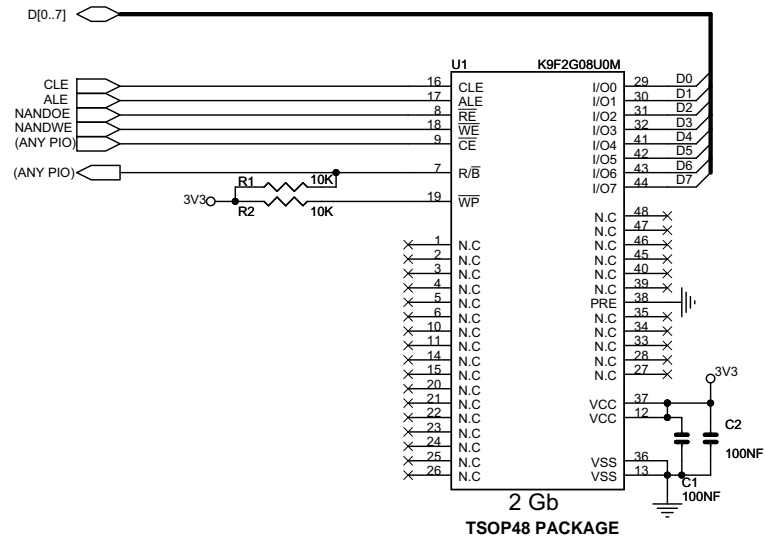 D[0..7]
U1 K9F2G08U0M
CLE 16 CLE I/O0 29 D0
ALE 17 ALE I/O1 30 D1
NANDOE 8 RE I/O2 31 D2
NANDWE 18 WE I/O3 32 D3
(ANY PIO) 9 CE I/O4 41 D4
I/O5 42 D5
(ANY PIO) 7 R/B I/O6 43 D6
I/O7 44 D7
R1 10K
3V3 19 WP
R2 10K
N.C 48
N.C 47
1 N.C N.C 46
2 N.C N.C 45
3 N.C N.C 40
4 N.C N.C 39
5 N.C PRE 38
6 N.C N.C 35
10 N.C N.C 34
11 N.C N.C 33
14 N.C N.C 28
15 N.C N.C 27
3V3
20 N.C
21 N.C VCC 37
22 N.C VCC 12
23 N.C C2
24 N.C 100NF
25 N.C VSS 36
26 N.C VSS 13
C1
100NF
2 Gb
TSOP48 PACKAGE